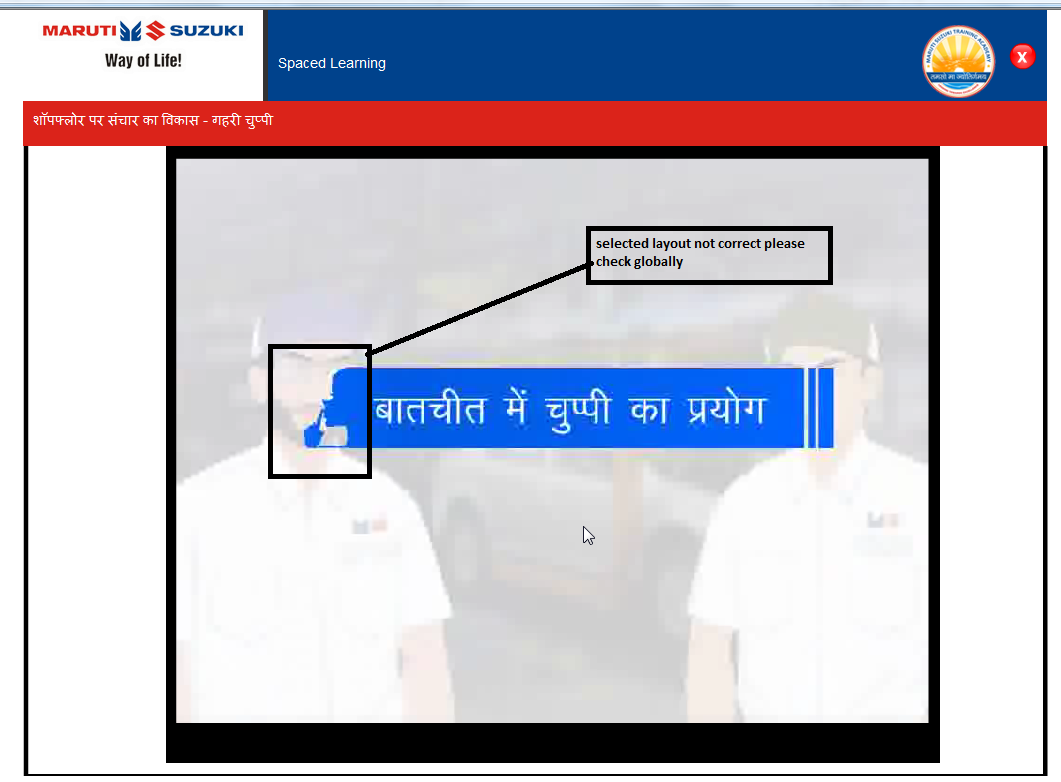 MARUTI SUZUKI
Way of Life!
Spaced Learning
MARUTI SUZUKI TRAINING ACADEMY
तमसो मा ज्योतिर्गमय
X
शॉपफ्लोर पर संचार का विकास - गहरी चुप्पी
selected layout not correct please
check globally
बातचीत में चुप्पी का प्रयोग